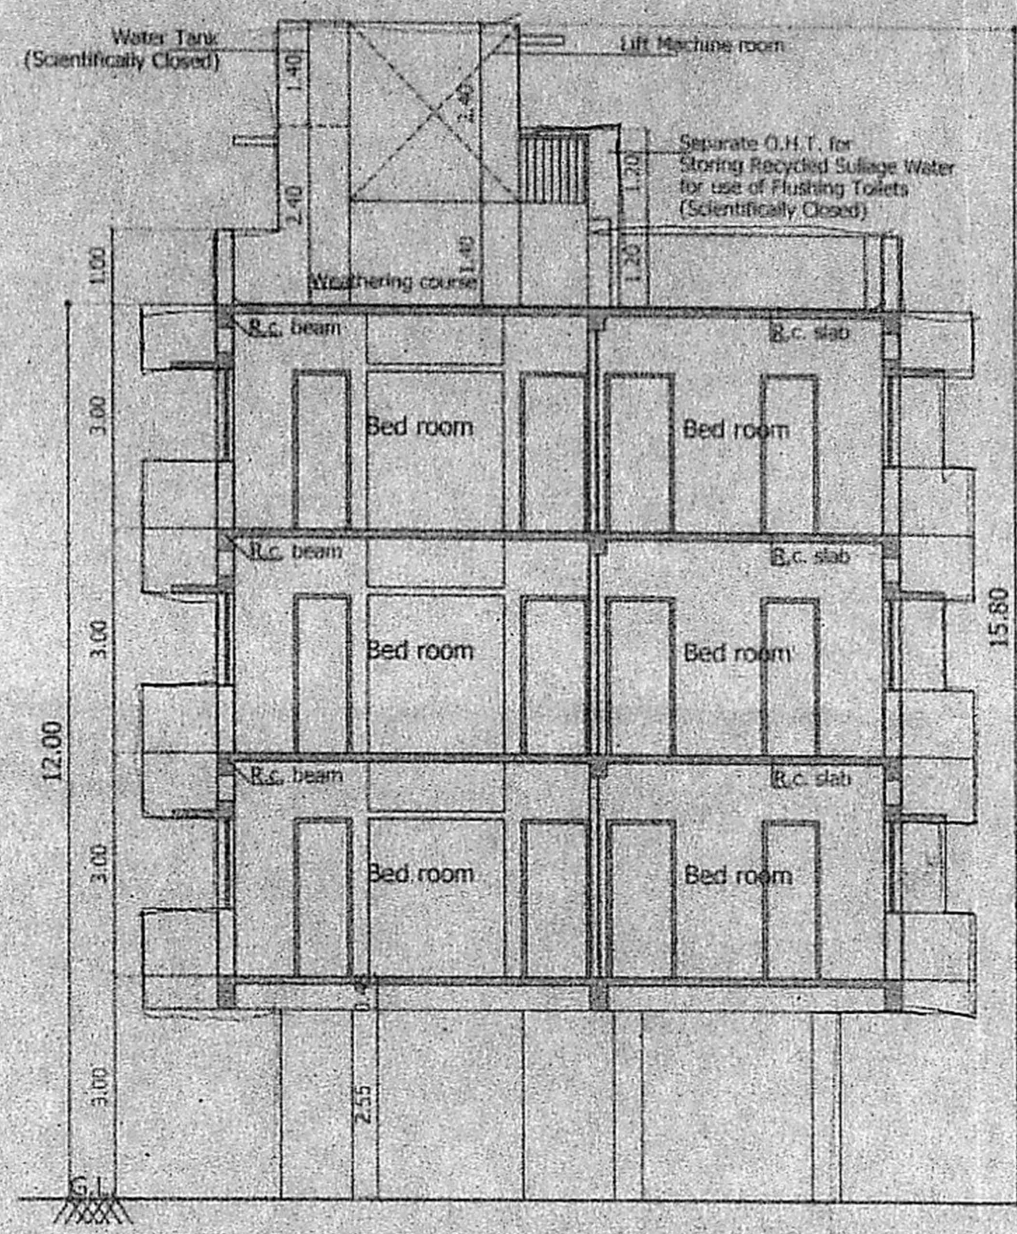 Water Tank
(Scientifically Closed)
Lift Machine room
1.40
2.40
Separate O.H.T. for
Storing Recycled Sullage Water
for use of Flushing Toilets
(Scientifically Closed)
1.20
2.40
1.40
1.20
1.00
Weathering course
R.c. beam
R.c. slab
3.00
Bed room
Bed room
R.c. beam
R.c. slab
3.00
Bed room
Bed room
15.80
12.00
R.c. beam
R.c. slab
3.00
Bed room
Bed room
3.00
2.55
G.L